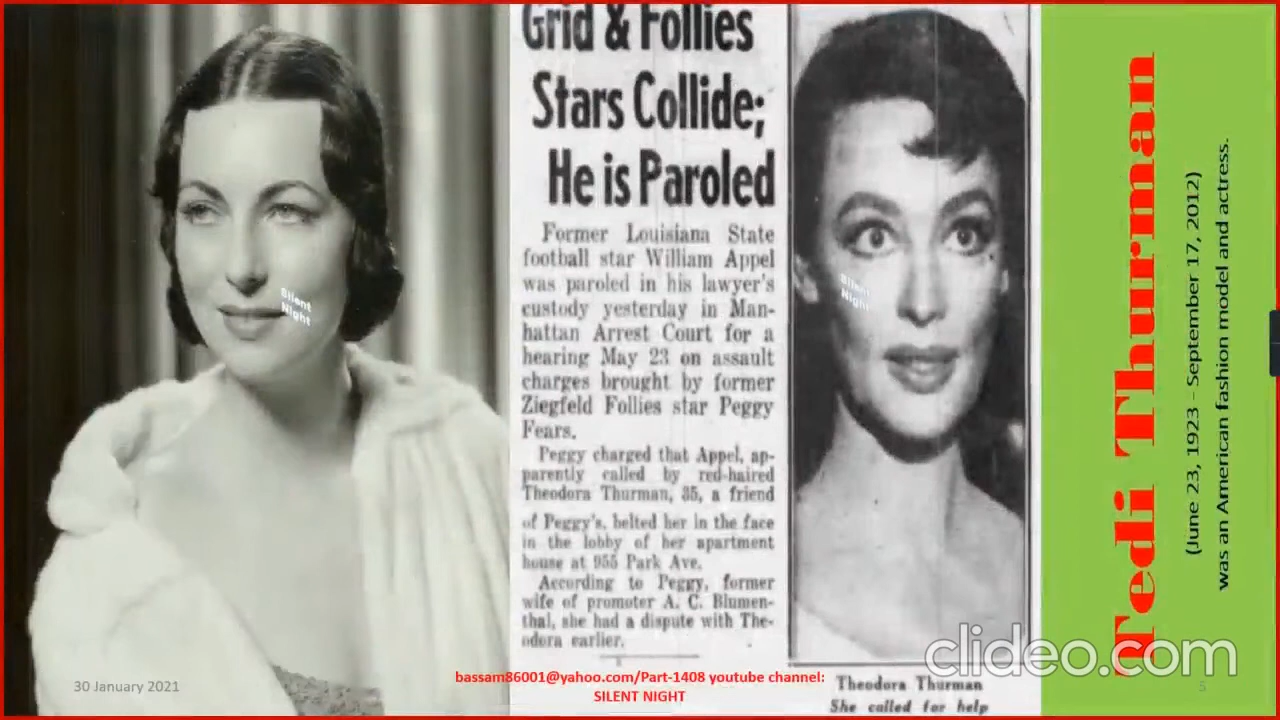 Grid & Follies
Stars Collide;
He is Paroled
Former Louisiana State
football star William Appel
was paroled in his lawyer's
custody yesterday in Man-
hattan Arrest Court for a
hearing May 23 on assault
charges brought by former
Ziegfeld Follies star Peggy
Fears.
Peggy charged that Appel, ap-
parently called by red-haired
Theodora Thurman, 35, a friend
of Peggy's, belted her in the face
in the lobby of her apartment
house at 955 Park Ave.
According to Peggy, former
wife of promoter A. C. Blumen-
thal, she had a dispute with The-
odora earlier.
Silent
Night
Silent
Night
Theodora Thurman
She called for help
Tedi Thurman
(June 23, 1923 – September 17, 2012)
was an American fashion model and actress.
30 January 2021
bassam86001@yahoo.com/Part-1408 youtube channel:
SILENT NIGHT
5
clideo.com